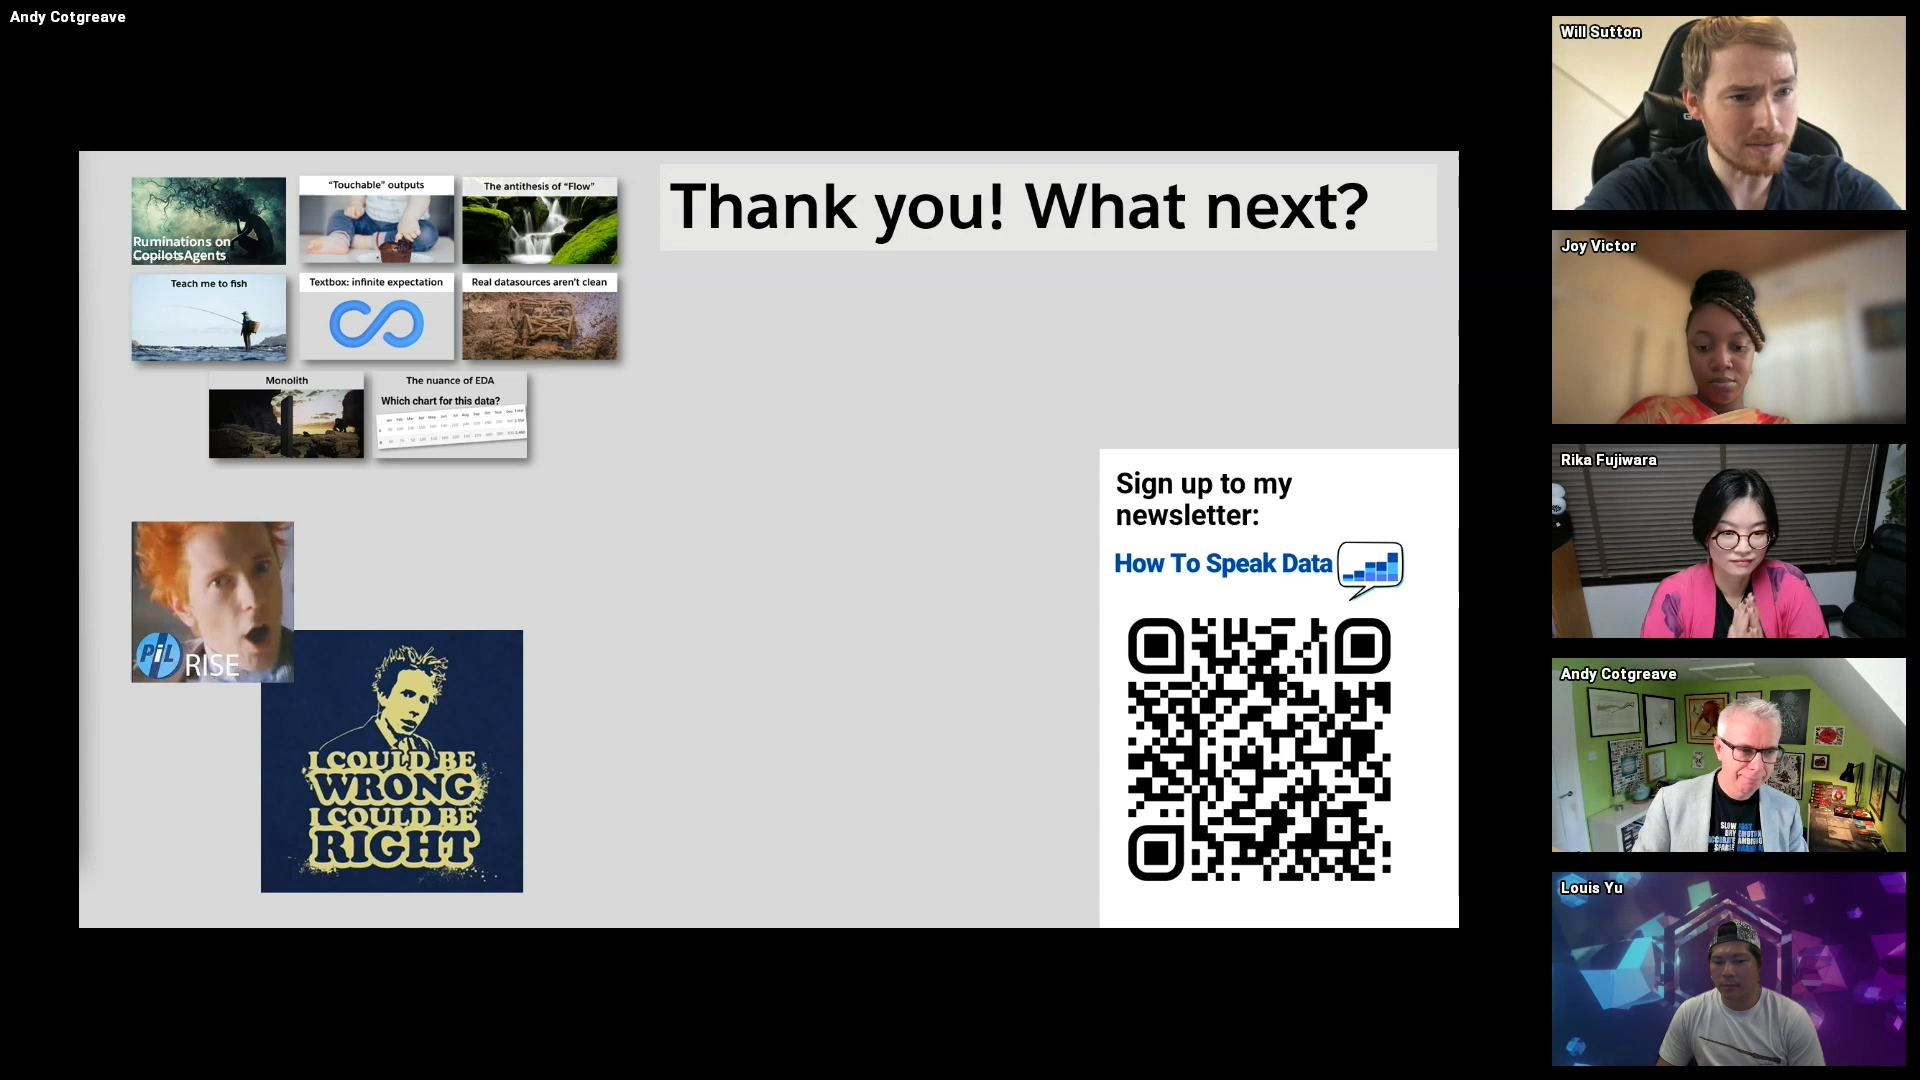 Andy Cotgreave
Ruminations on
CopilotsAgents
“Touchable” outputs
The antithesis of “Flow”
Teach me to fish
Textbox: infinite expectation
Real datasources aren’t clean
Monolith
The nuance of EDA
Which chart for this data?
Thank you! What next?
PiL
RISE
I COULD BE
WRONG
I COULD BE
RIGHT
Sign up to my
newsletter:
How To Speak Data
Will Sutton
Joy Victor
Rika Fujiwara
Andy Cotgreave
Louis Yu